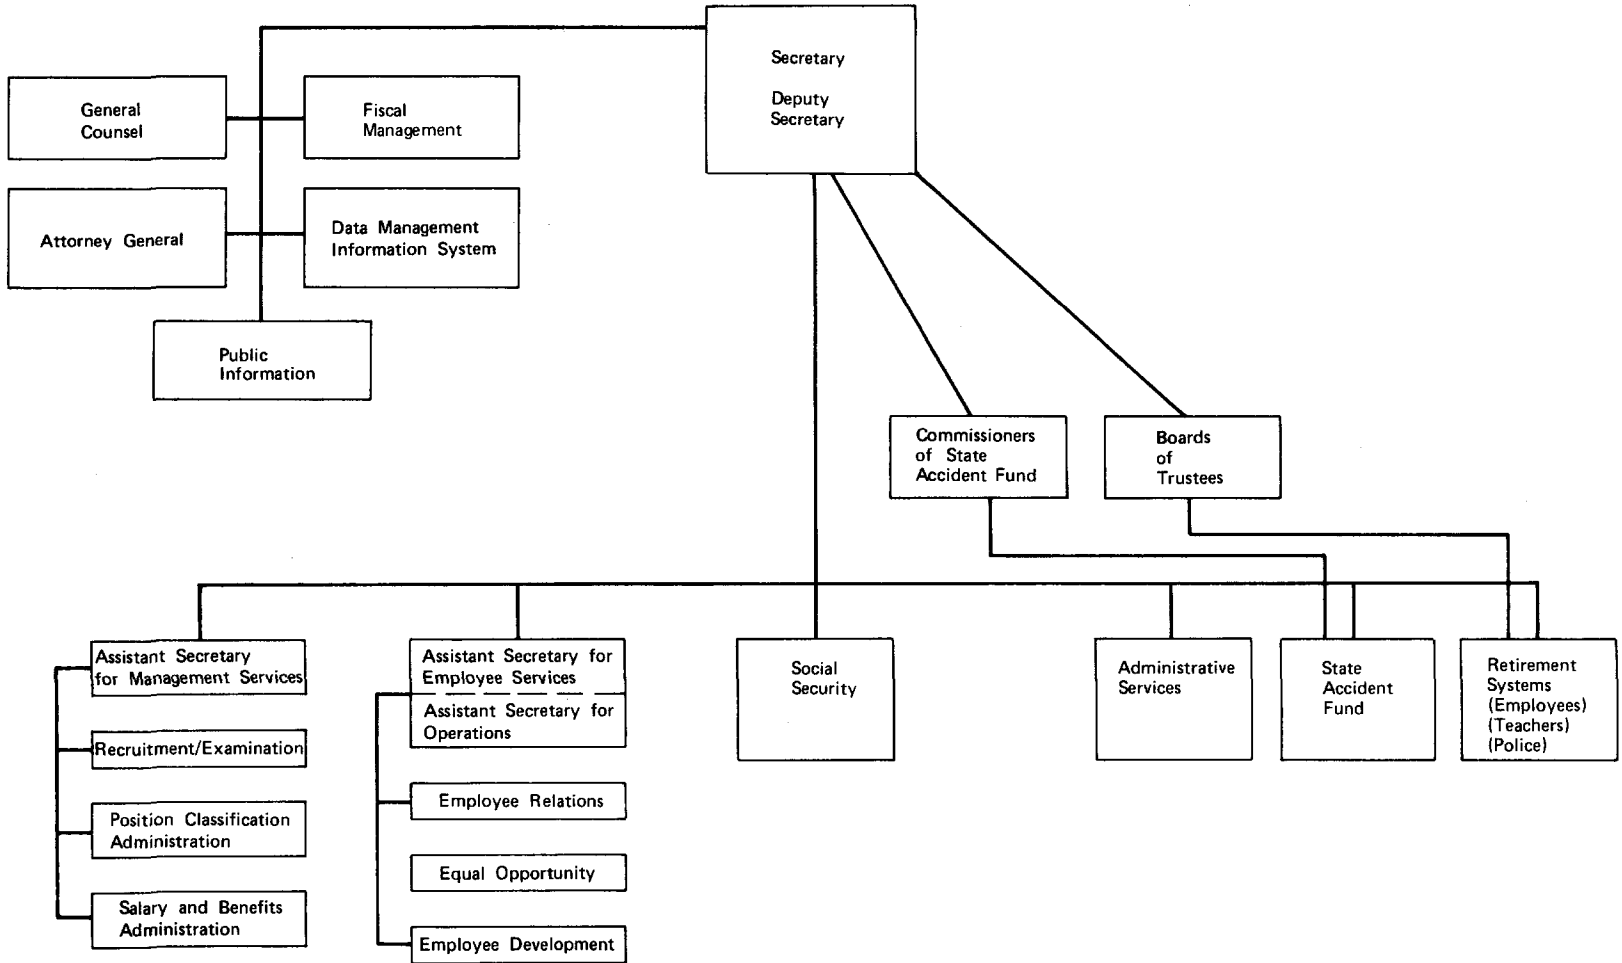 Secretary
Deputy
Secretary
General
Counsel
Fiscal
Management
Attorney General
Data Management
Information System
Public
Information
Commissioners
of State
Accident Fund
Boards
of
Trustees
Assistant Secretary
for Management Services
Recruitment/Examination
Position Classification
Administration
Salary and Benefits
Administration
Assistant Secretary for
Employee Services
Assistant Secretary for
Operations
Employee Relations
Equal Opportunity
Employee Development
Social
Security
Administrative
Services
State
Accident
Fund
Retirement
Systems
(Employees)
(Teachers)
(Police)